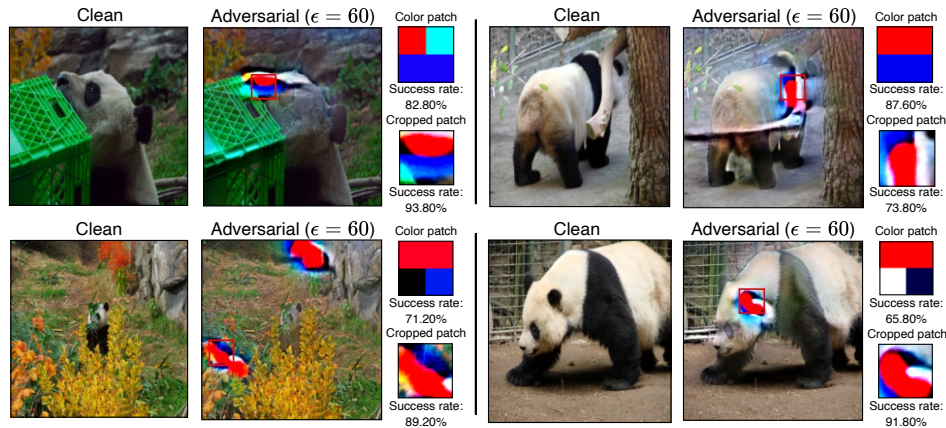 Clean
Adversarial (ϵ = 60)
Color patch
Success rate:
82.80%
Cropped patch
Success rate:
93.80%
Clean
Adversarial (ϵ = 60)
Color patch
Success rate:
87.60%
Cropped patch
Success rate:
73.80%
Clean
Adversarial (ϵ = 60)
Color patch
Success rate:
71.20%
Cropped patch
Success rate:
89.20%
Clean
Adversarial (ϵ = 60)
Color patch
Success rate:
65.80%
Cropped patch
Success rate:
91.80%